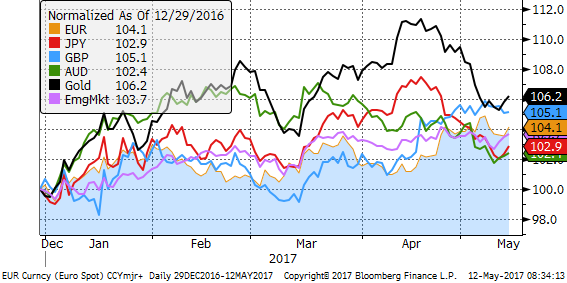 Normalized As Of 12/29/2016
EUR 104.1
JPY 102.9
GBP 105.1
AUD 102.4
Gold 106.2
EmgMkt 103.7
112.0
110.0
108.0
106.2
105.1
104.1
102.9
102.4
102.0
100.0
98.0
Dec Jan Feb Mar Apr May
2017
EUR Curncy (Euro Spot) CCYmjr+ Daily 29DEC2016-12MAY2017 Copyright© 2017 Bloomberg Finance L.P. 12-May-2017 08:34:13